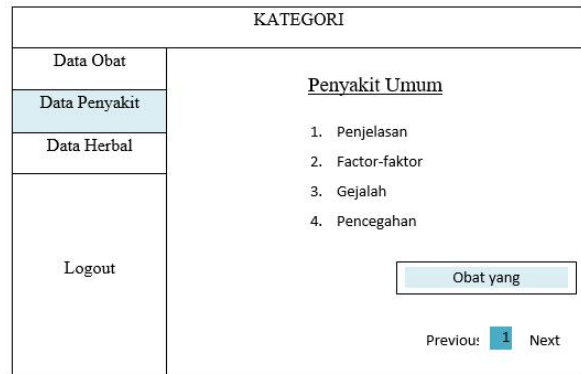 KATEGORI
Data Obat
Data Penyakit
Data Herbal
Logout
Penyakit Umum
1. Penjelasan
2. Factor-faktor
3. Gejalah
4. Pencegahan
Obat yang
Previous 1 Next